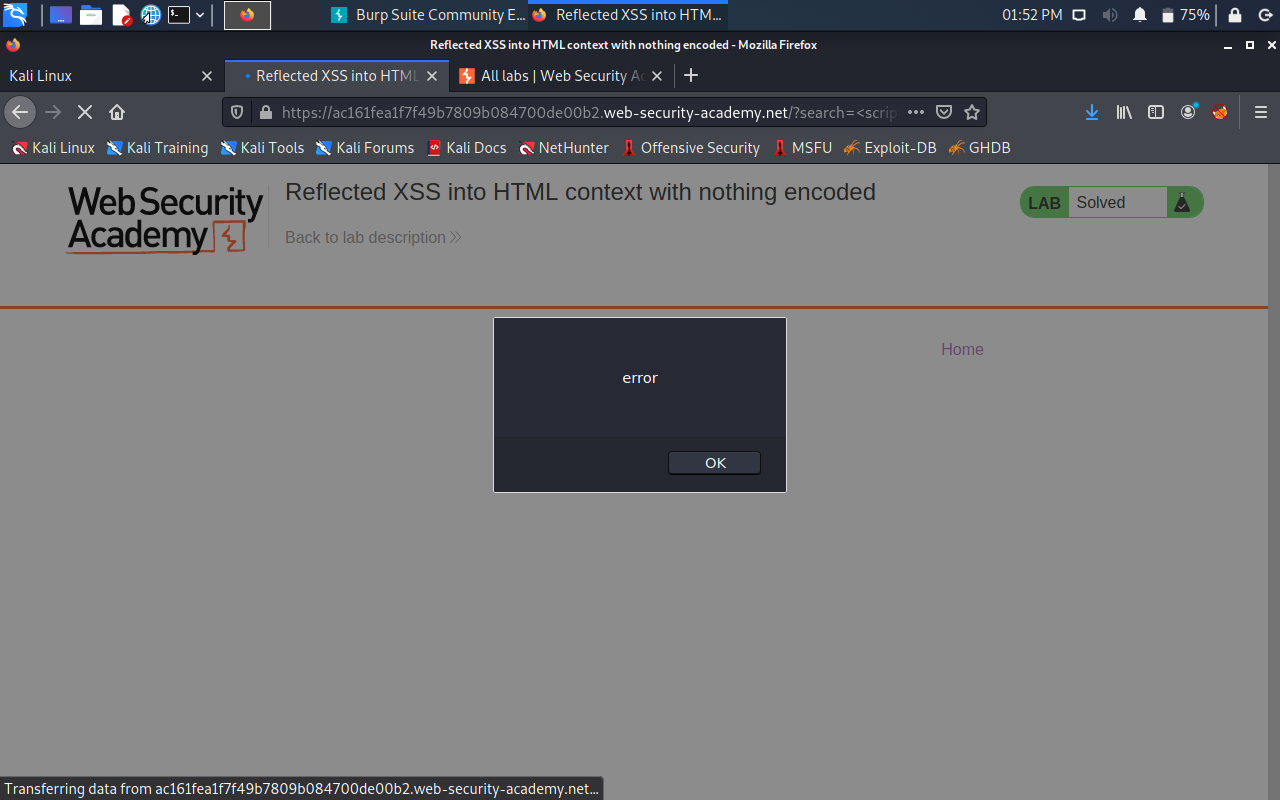 Burp Suite Community E...
Reflected XSS into HTM...
01:52 PM
75%
Reflected XSS into HTML context with nothing encoded - Mozilla Firefox
Kali Linux
Reflected XSS into HTML
All labs | Web Security Ac
https://ac161fea1f7f49b7809b084700de00b2.web-security-academy.net/?search=<scrip
Kali Linux
Kali Training
Kali Tools
Kali Forums
Kali Docs
NetHunter
Offensive Security
MSFU
Exploit-DB
GHDB
Web Security
Academy
Reflected XSS into HTML context with nothing encoded
Back to lab description
LAB Solved
Home
error
OK
Transferring data from ac161fea1f7f49b7809b084700de00b2.web-security-academy.net...